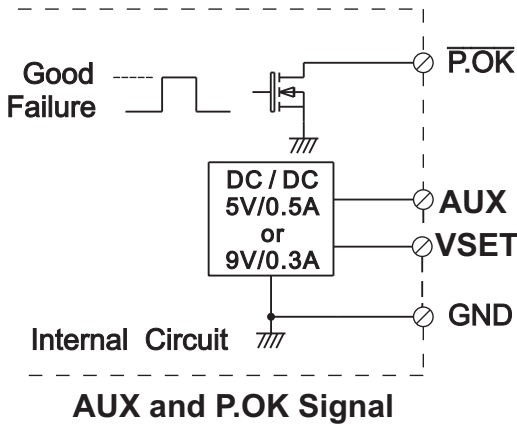 Good
Failure
P.OK
DC / DC
5V/0.5A
or
9V/0.3A
AUX
VSET
GND
Internal Circuit
AUX and P.OK Signal